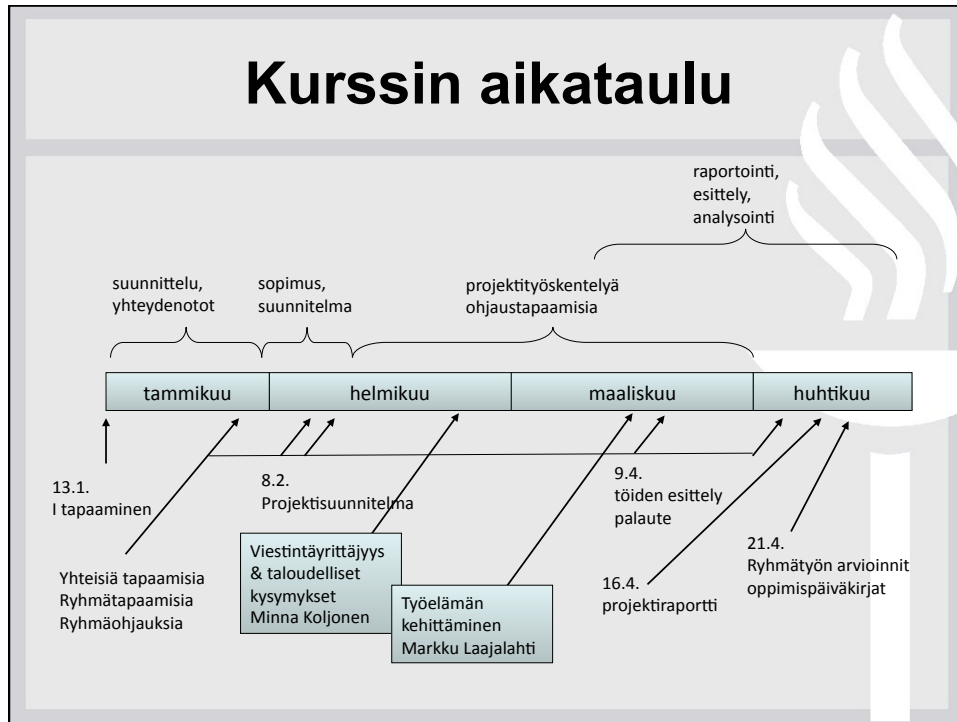 Kurssin aikataulu
raportointi,
esittely,
analysointi
suunnittelu,
yhteydenotot
sopimus,
suunnitelma
projektityöskentelyä
ohjaustapaamisia
tammikuu
helmikuu
maaliskuu
huhtikuu
13.1.
I tapaaminen
8.2.
Projektisuunnitelma
9.4.
töiden esittely
palaute
Yhteisiä tapaamisia
Ryhmätapaamisia
Ryhmäohjauksia
Viestintäyrittäjyys
& taloudelliset
kysymykset
Minna Koljonen
Työelämän
kehittäminen
Markku Laajalahti
16.4.
projektiraportti
21.4.
Ryhmätyön arvioinnit
oppimispäiväkirjat